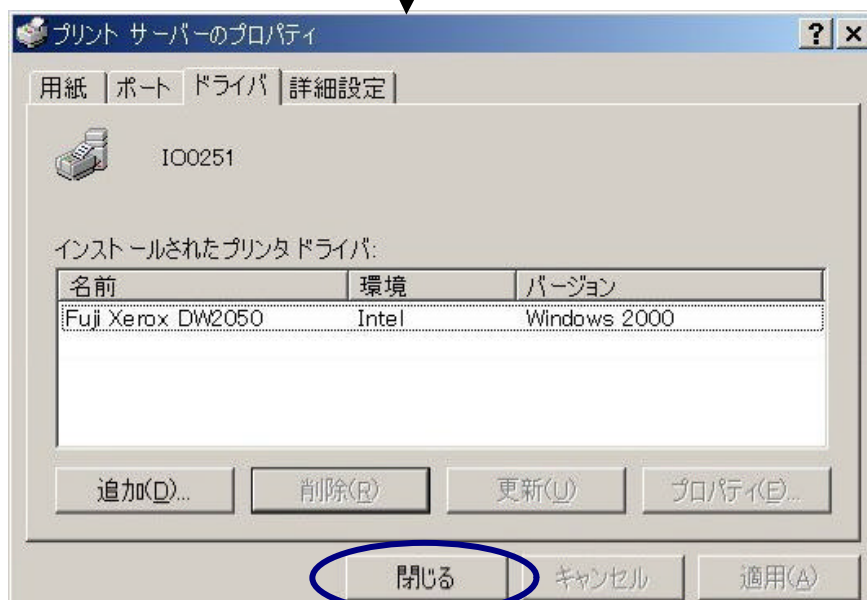 プリント サーバーのプロパティ
用紙 ポート ドライバ 詳細設定
IO0251
インストールされたプリンタ ドライバ:
名前 環境 バージョン
Fuji Xerox DW2050 Intel Windows 2000
追加(D)... 削除(R) 更新(U) プロパティ(E)...
閉じる キャンセル 適用(A)